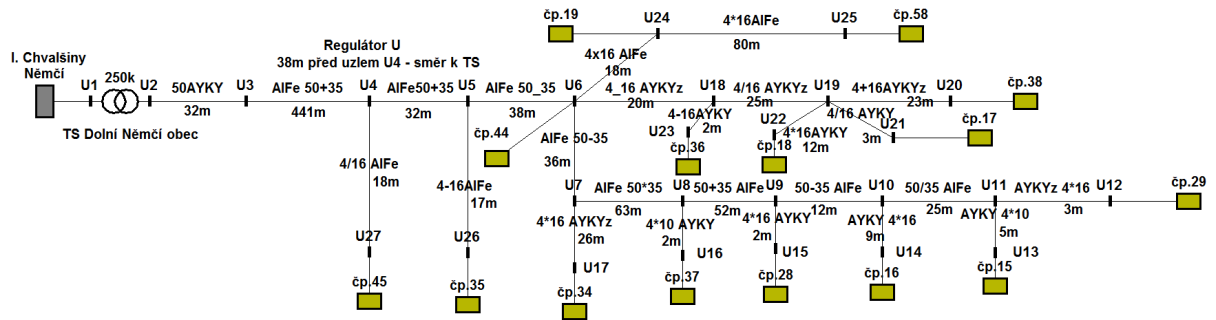 čp.19
U24
4*16AlFe
U25
čp.58
80m
I. Chvalšiny
Němčí
Regulátor U
38m před uzlem U4 - směr k TS
4x16 AlFe
18m
250k
U1
U2
50AYKY
32m
U3
AlFe 50+35
441m
U4
AlFe50+35
32m
U5
AlFe 50_35
38m
U6
4_16 AYKYz
20m
U18
4/16 AYKYz
25m
U19
4+16AYKYz
23m
U20
čp.38
TS Dolní Němčí obec
čp.44
AlFe 50-35
36m
4-16AYKY
2m
U23
čp.36
U22
4*16AYKY
12m
čp.18
4/16 AYKY
3m
U21
čp.17
4/16 AlFe
18m
4-16AlFe
17m
U7
AlFe 50*35
63m
U8
50+35 AlFe
52m
U9
50-35 AlFe
12m
U10
50/35 AlFe
25m
U11
AYKYz 4*16
3m
U12
čp.29
4*16 AYKYz
26m
4*10 AYKY
2m
4*16 AYKY
2m
AYKY 4*16
9m
AYKY 4*10
5m
U27
U26
U17
U16
U15
U14
U13
čp.45
čp.35
čp.34
čp.37
čp.28
čp.16
čp.15